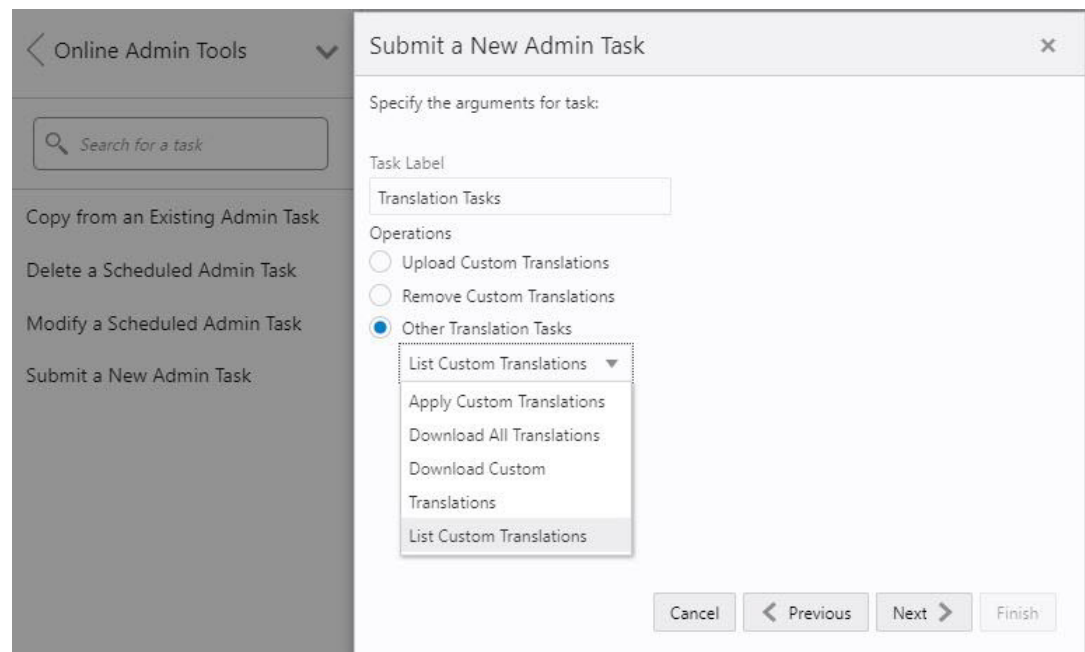 Online Admin Tools
Search for a task
Copy from an Existing Admin Task
Delete a Scheduled Admin Task
Modify a Scheduled Admin Task
Submit a New Admin Task
Submit a New Admin Task
Specify the arguments for task:
Task Label
Translation Tasks
Operations
Upload Custom Translations
Remove Custom Translations
Other Translation Tasks
List Custom Translations
Apply Custom Translations
Download All Translations
Download Custom
Translations
List Custom Translations
Cancel Previous Next Finish